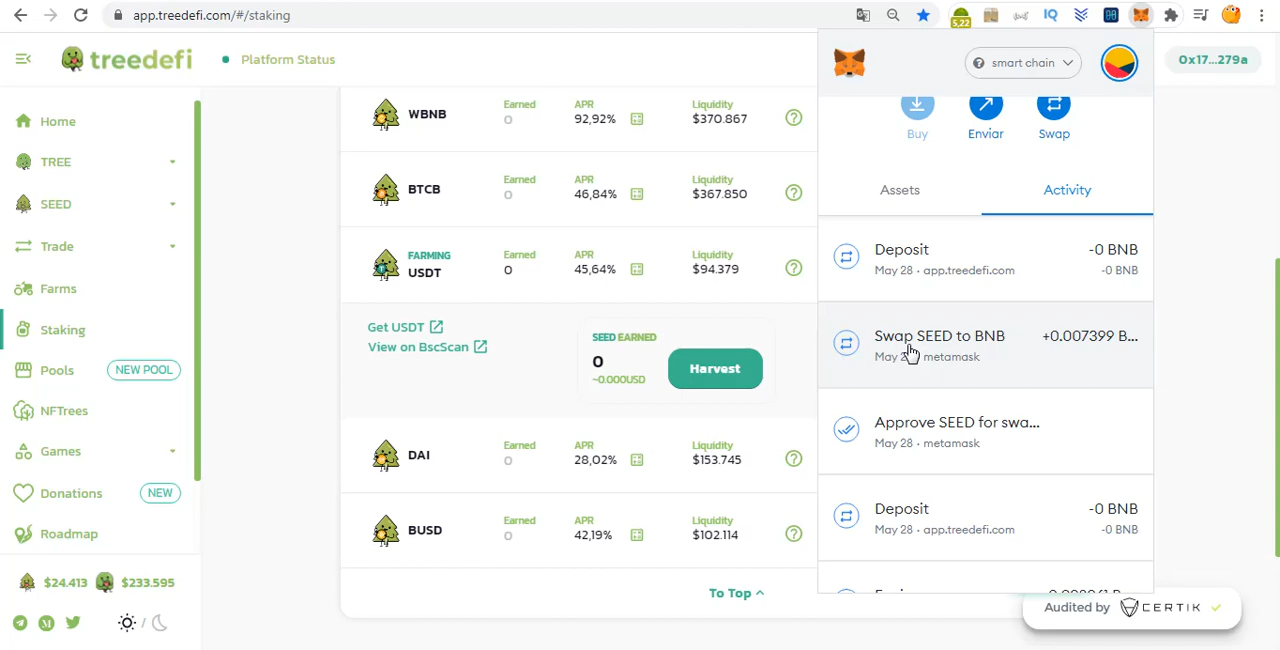 app.treedefi.com/#/staking
5,22
IQ
treedefi
Platform Status
smart chain
0x17...279a
Home
TREE
SEED
Trade
Farms
Staking
Pools
NEW POOL
NFTrees
Games
Donations
NEW
Roadmap
$24.413
$233.595
/
WBNB
Earned
0
APR
92,92%
Liquidity
$370.867
BTCB
Earned
0
APR
46,84%
Liquidity
$367.850
FARMING
USDT
Earned
0
APR
45,64%
Liquidity
$94.379
Get USDT
View on BscScan
SEED EARNED
0
~0.000USD
Harvest
DAI
Earned
0
APR
28,02%
Liquidity
$153.745
BUSD
Earned
0
APR
42,19%
Liquidity
$102.114
To Top
Buy
Enviar
Swap
Assets
Activity
Deposit
-0 BNB
May 28 · app.treedefi.com
-0 BNB
Swap SEED to BNB
+0.007399 B...
May 2 metamask
Approve SEED for swa...
May 28 · metamask
Deposit
-0 BNB
May 28 · app.treedefi.com
-0 BNB
Audited by CERTIK